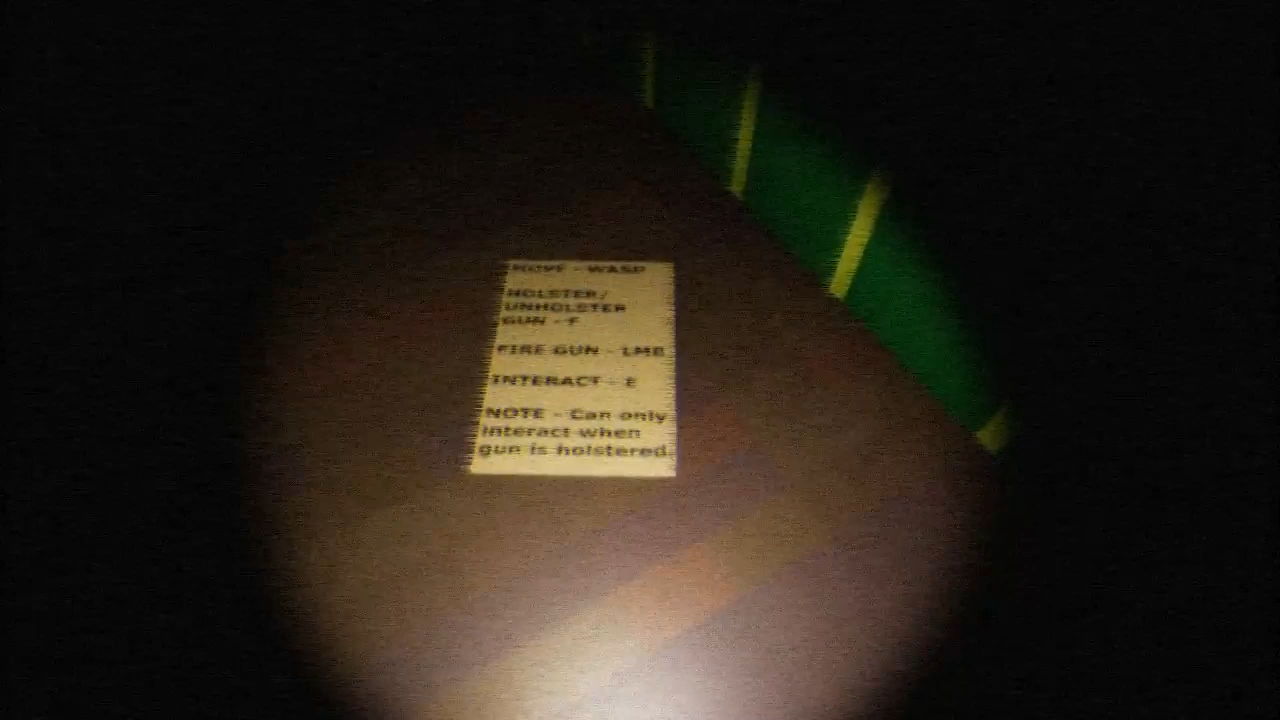 MOVE - WASD
HOLSTER/
UNHOLSTER
GUN - F
FIRE GUN - LMB
INTERACT - E
NOTE - Can only
interact when
gun is holstered